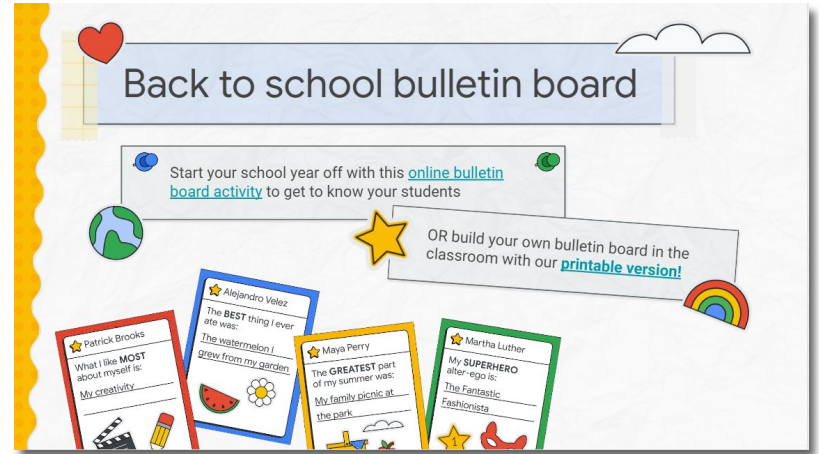 Back to school bulletin board
Start your school year off with this online bulletin
board activity to get to know your students
OR build your own bulletin board in the
classroom with our printable version!
Patrick Brooks
What I like MOST
about myself is:
My creativity
Alejandro Velez
The BEST thing I ever
ate was:
The watermelon I
grew from my garden
Maya Perry
The GREATEST part
of my summer was:
My family picnic at
the park
Martha Luther
My SUPERHERO
alter-ego is:
The Fantastic
Fashionista
1